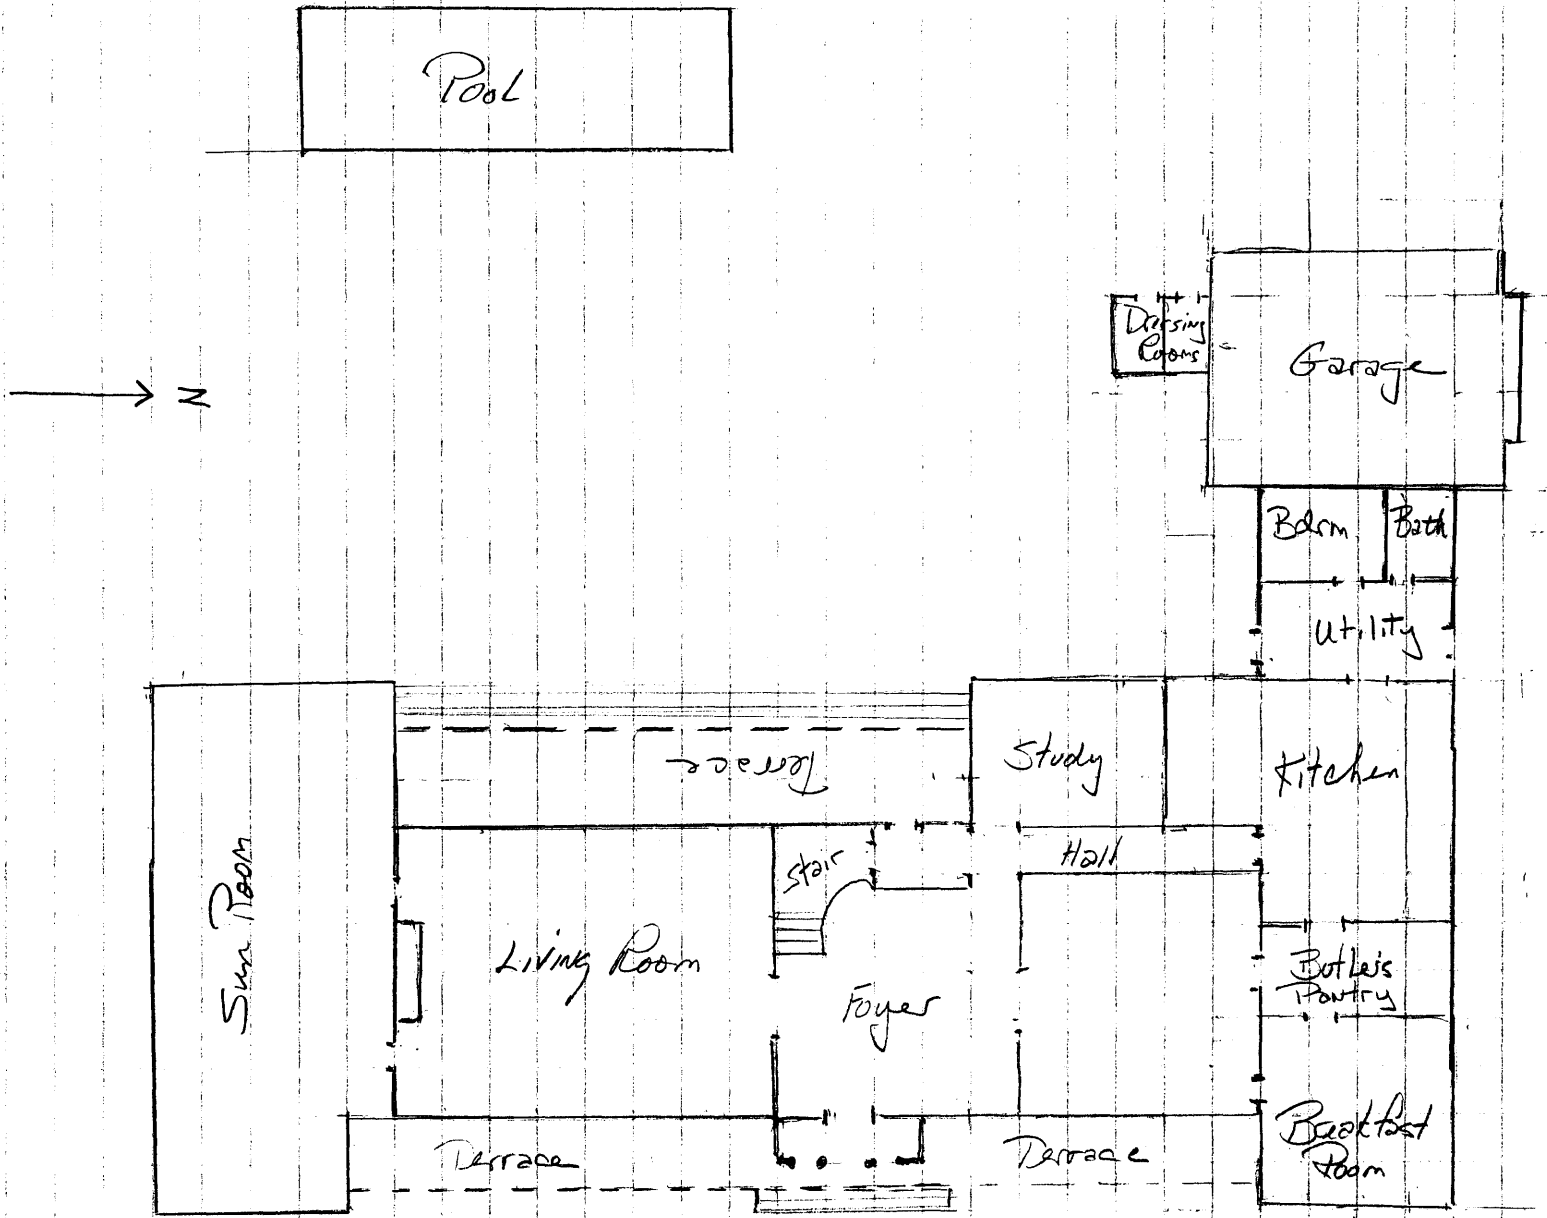 Pool
Dressing
Rooms
Garage
N
Bdrm
Bath
Utility
Terrace
Study
Kitchen
Stair
Hall
Sun Room
Living Room
Foyer
Butler's
Pantry
Breakfast
Room
Terrace
Terrace